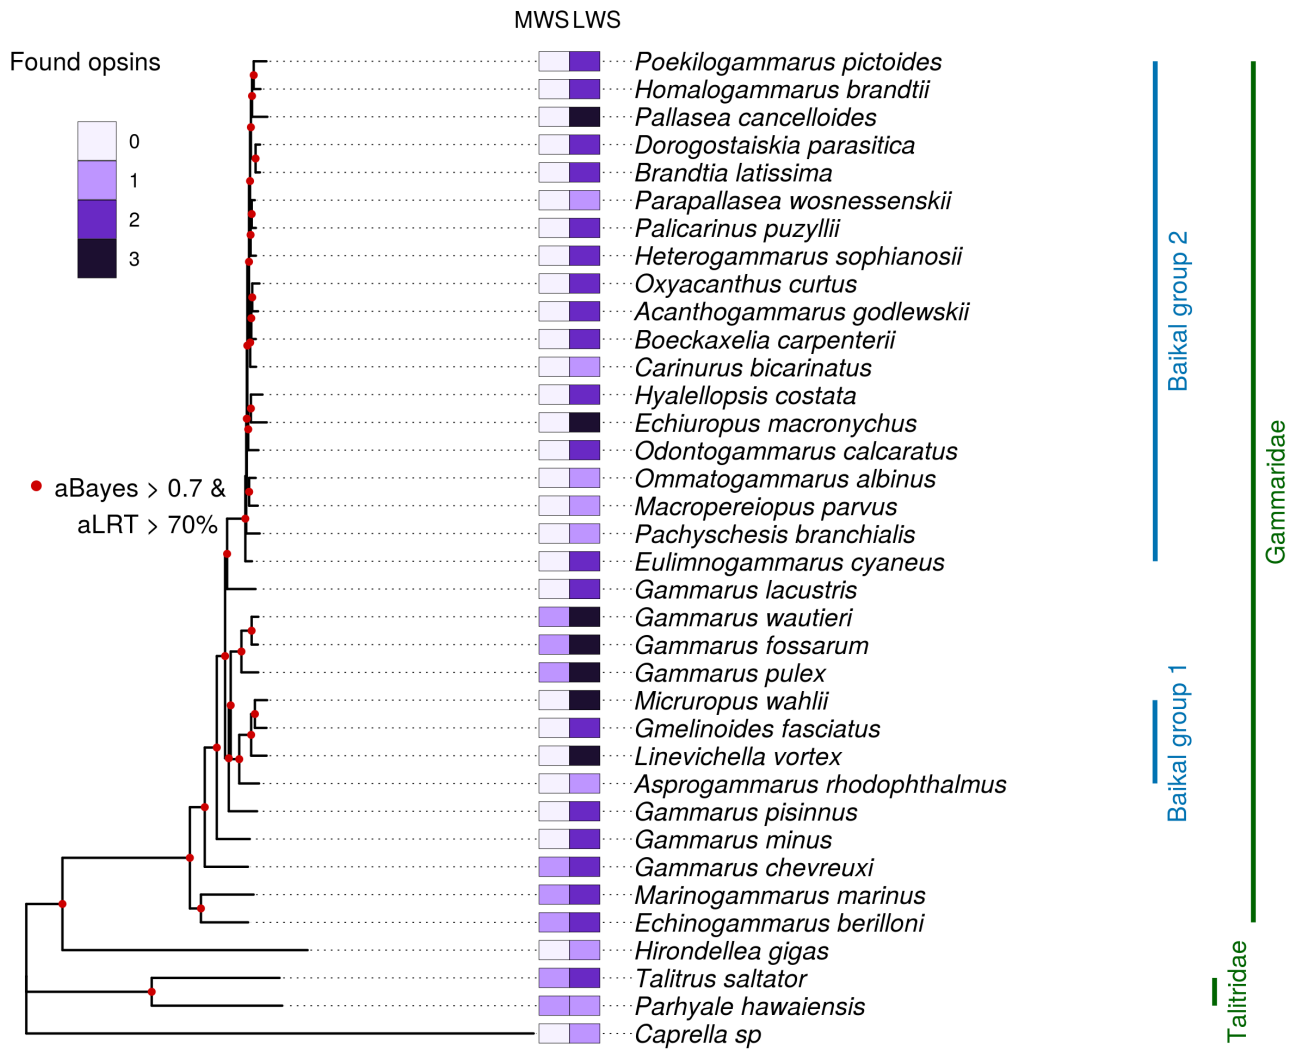 MWS LWS
Found opsins
0
1
2
3
aBayes > 0.7 &
aLRT > 70%
Poekilogammarus pictoides
Homalogammarus brandtii
Pallasea cancelloides
Dorogostaiskia parasitica
Brandtia latissima
Parapallasea wosnessenskii
Palicarinus puzyllii
Heterogammarus sophianosii
Oxyacanthus curtus
Acanthogammarus godlewskii
Boeckaxelia carpenterii
Carinurus bicarinatus
Hyalellopsis costata
Echiuropus macronychus
Odontogammarus calcaratus
Ommatogammarus albinus
Macropereiopus parvus
Pachyschesis branchialis
Eulimnogammarus cyaneus
Gammarus lacustris
Gammarus wautieri
Gammarus fossarum
Gammarus pulex
Micruropus wahlii
Gmelinoides fasciatus
Linevichella vortex
Asprogammarus rhodophthalmus
Gammarus pisinnus
Gammarus minus
Gammarus chevreuxi
Marinogammarus marinus
Echinogammarus berilloni
Hirondellea gigas
Talitrus saltator
Parhyale hawaiensis
Caprella sp
Baikal group 2
Baikal group 1
Gammaridae
Talitridae